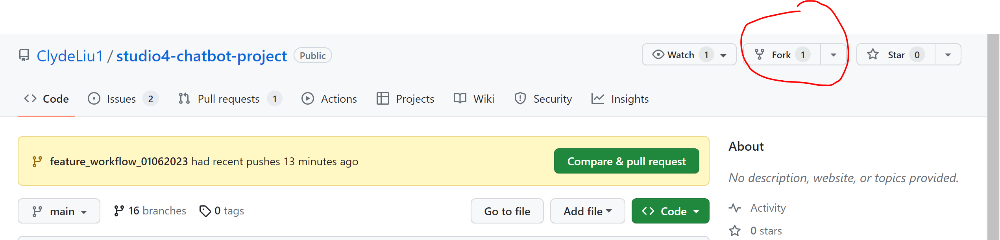 ClydeLiu1 / studio4-chatbot-project Public Watch 1 Fork 1 Star 0
Code Issues 2 Pull requests 1 Actions Projects Wiki Security Insights
feature_workflow_01062023 had recent pushes 13 minutes ago Compare & pull request
main 16 branches 0 tags Go to file Add file Code
About
No description, website, or topics provided.
Activity
0 stars